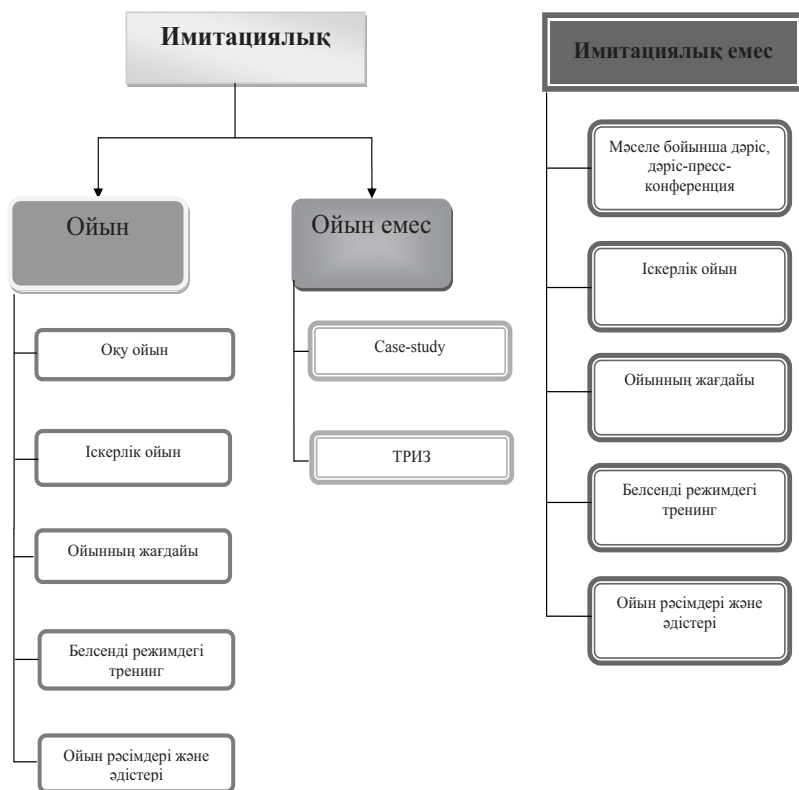 Имитациялық
Ойын
Оқу ойын
Іскерлік ойын
Ойынның жағдайы
Белсенді режимдегі
тренинг
Ойын рәсімдері және
әдістері
Ойын емес
Case-study
ТРИЗ
Имитациялық емес
Мәселе бойынша дәріс,
дәріс-пресс-
конференция
Іскерлік ойын
Ойынның жағдайы
Белсенді режимдегі
тренинг
Ойын рәсімдері және
әдістері